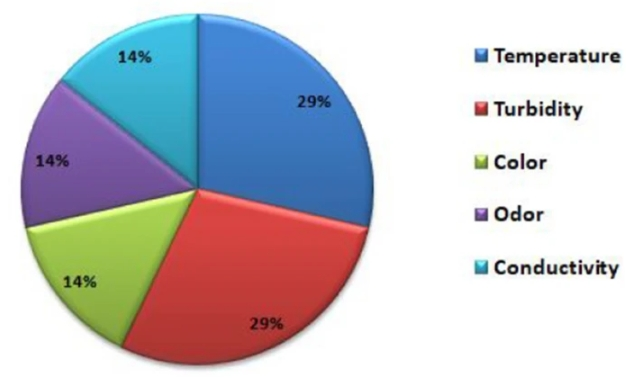 14%
29%
14%
14%
29%
Temperature
Turbidity
Color
Odor
Conductivity